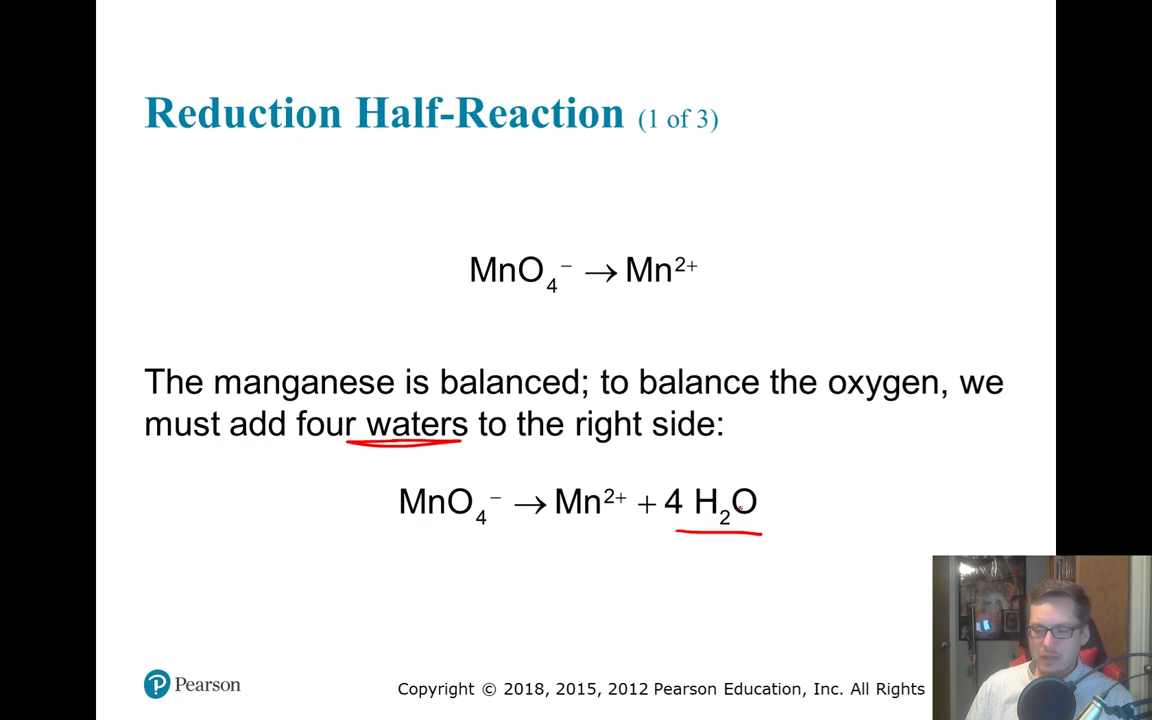 Reduction Half-Reaction (1 of 3)
MnO₄⁻ → Mn²⁺
The manganese is balanced; to balance the oxygen, we
must add four waters to the right side:
MnO₄⁻ → Mn²⁺ + 4 H₂O
P Pearson
Copyright © 2018, 2015, 2012 Pearson Education, Inc. All Rights